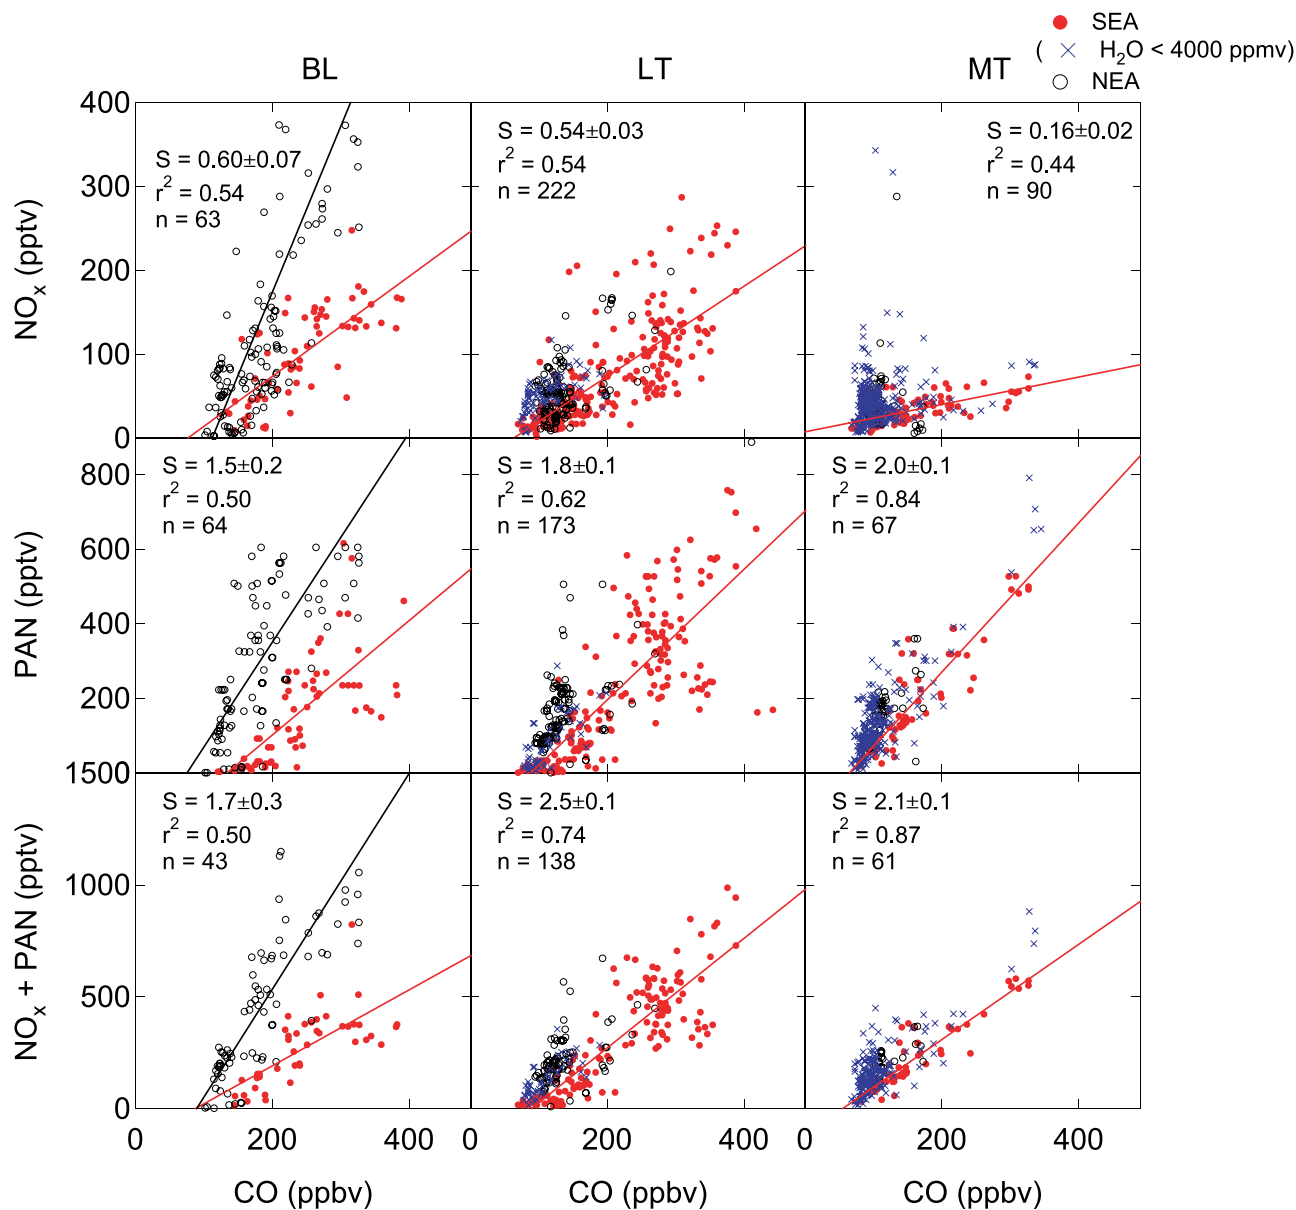 SEA
( × H₂O < 4000 ppmv)
NEA
BL
LT
MT
NOₓ (pptv)
400
300
200
100
0
S = 0.60±0.07
r² = 0.54
n = 63
S = 0.54±0.03
r² = 0.54
n = 222
S = 0.16±0.02
r² = 0.44
n = 90
PAN (pptv)
800
600
400
200
S = 1.5±0.2
r² = 0.50
n = 64
S = 1.8±0.1
r² = 0.62
n = 173
S = 2.0±0.1
r² = 0.84
n = 67
NOₓ + PAN (pptv)
1500
1000
500
0
S = 1.7±0.3
r² = 0.50
n = 43
S = 2.5±0.1
r² = 0.74
n = 138
S = 2.1±0.1
r² = 0.87
n = 61
0 200 400 0 200 400 0 200 400
CO (ppbv) CO (ppbv) CO (ppbv)